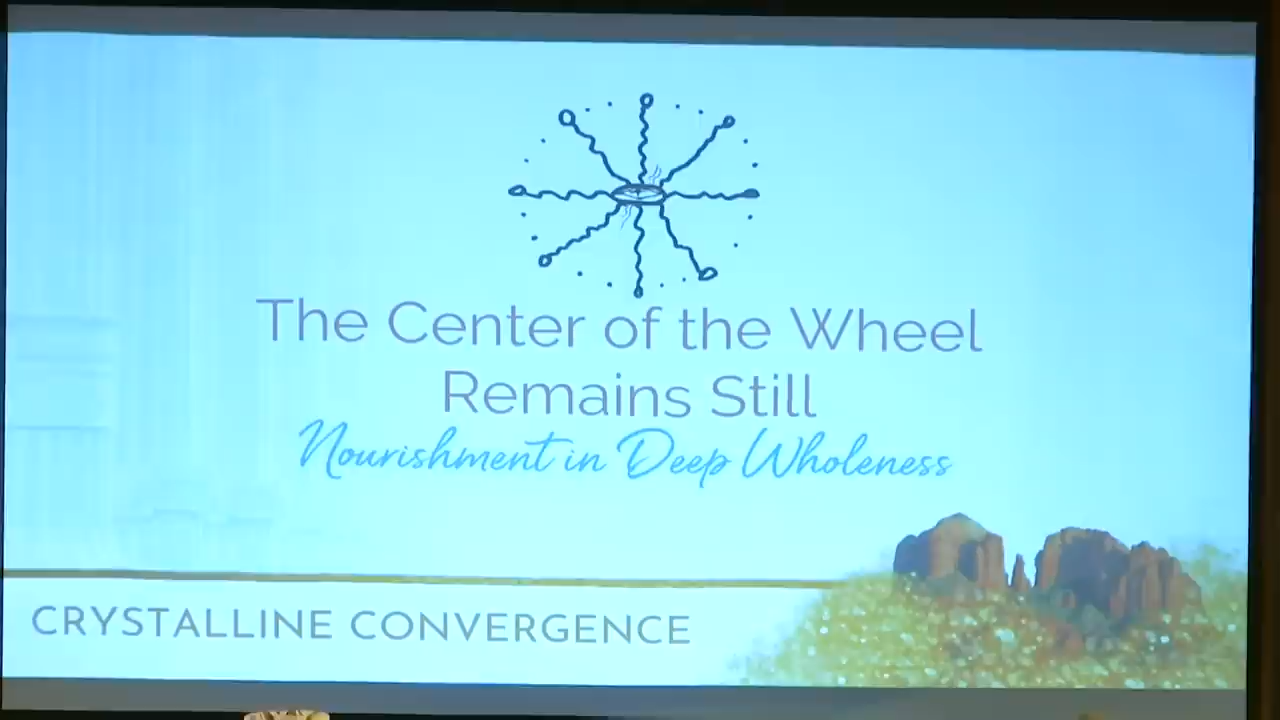 The Center of the Wheel
Remains Still
Nourishment in Deep Wholeness
CRYSTALLINE CONVERGENCE